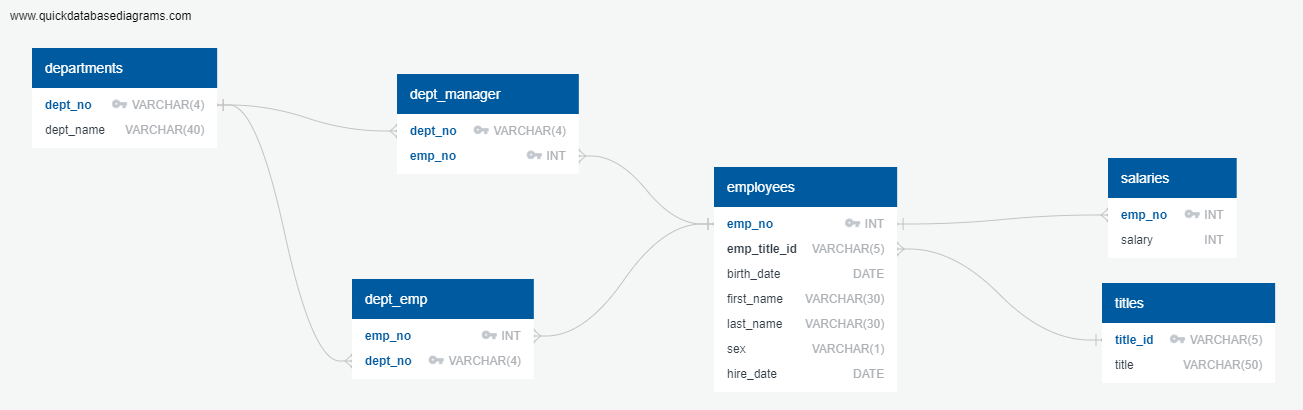 www.quickdatabasediagrams.com
departments
dept_no VARCHAR(4)
dept_name VARCHAR(40)
dept_manager
dept_no VARCHAR(4)
emp_no INT
dept_emp
emp_no INT
dept_no VARCHAR(4)
employees
emp_no INT
emp_title_id VARCHAR(5)
birth_date DATE
first_name VARCHAR(30)
last_name VARCHAR(30)
sex VARCHAR(1)
hire_date DATE
salaries
emp_no INT
salary INT
titles
title_id VARCHAR(5)
title VARCHAR(50)